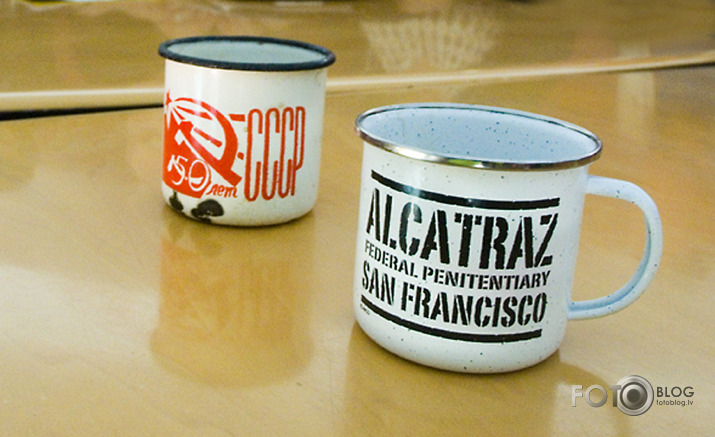 50 лет
СССР
ALCATRAZ
FEDERAL PENITENTIARY
SAN FRANCISCO
FOTO BLOG
fotoblog.lv